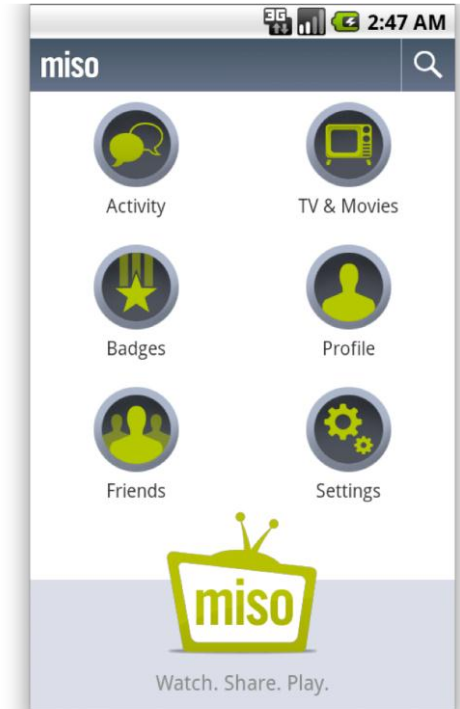 3G 2:47 AM
miso
Activity TV & Movies
Badges Profile
Friends Settings
miso
Watch. Share. Play.